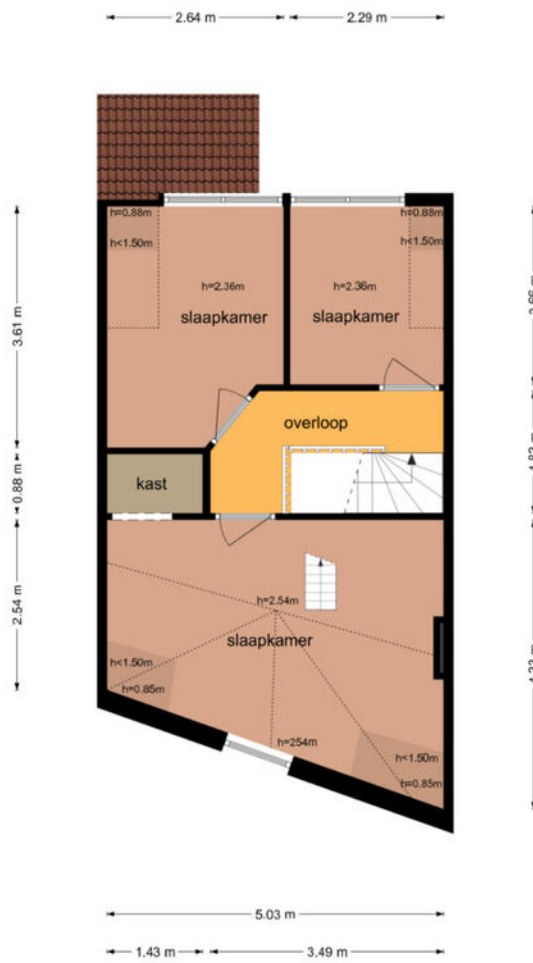 2.64 m
2.29 m
h=0.88m
h<1.50m
h=0.88m
h<1.50m
h=2.36m
slaapkamer
h=2.36m
slaapkamer
3.61 m
overloop
kast
0.88 m
2.54 m
h=2.54m
slaapkamer
h<1.50m
h=0.85m
h=254m
h<1.50m
h=0.85m
5.03 m
1.43 m
3.49 m